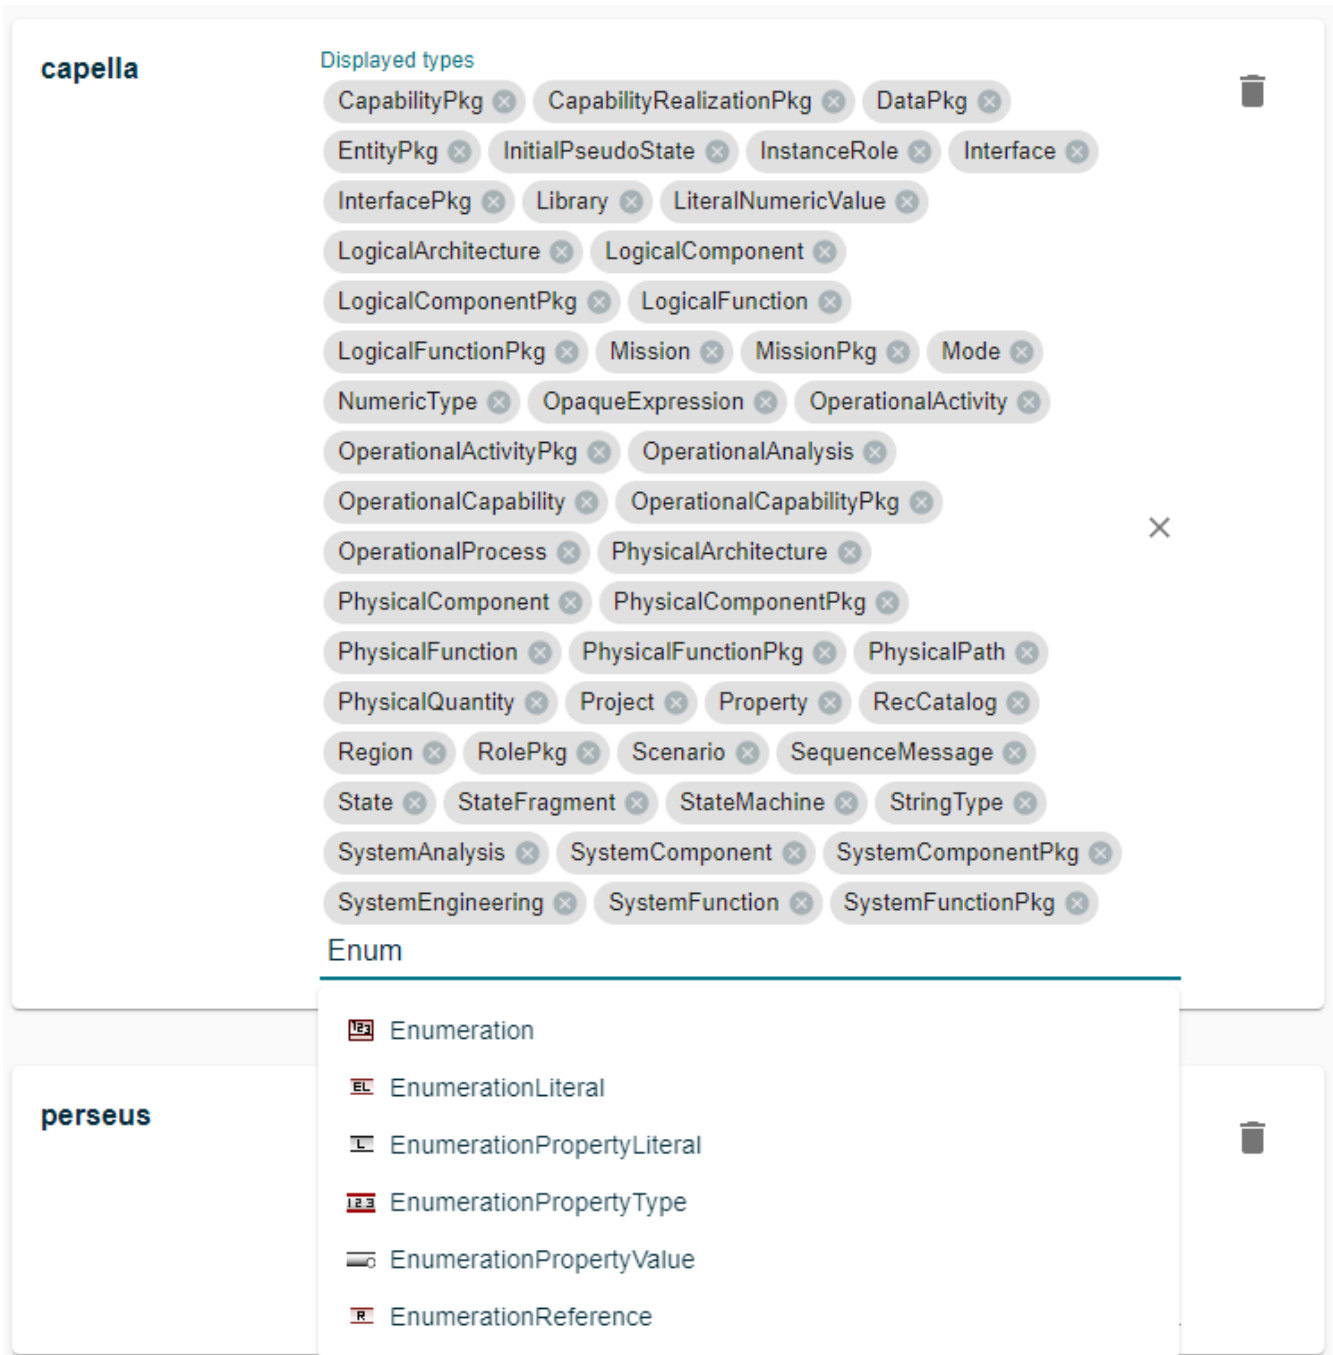 capella
Displayed types
CapabilityPkg CapabilityRealizationPkg DataPkg
EntityPkg InitialPseudoState InstanceRole Interface
InterfacePkg Library LiteralNumericValue
LogicalArchitecture LogicalComponent
LogicalComponentPkg LogicalFunction
LogicalFunctionPkg Mission MissionPkg Mode
NumericType OpaqueExpression OperationalActivity
OperationalActivityPkg OperationalAnalysis
OperationalCapability OperationalCapabilityPkg
OperationalProcess PhysicalArchitecture
PhysicalComponent PhysicalComponentPkg
PhysicalFunction PhysicalFunctionPkg PhysicalPath
PhysicalQuantity Project Property RecCatalog
Region RolePkg Scenario SequenceMessage
State StateFragment StateMachine StringType
SystemAnalysis SystemComponent SystemComponentPkg
SystemEngineering SystemFunction SystemFunctionPkg
Enum
123 Enumeration
EL EnumerationLiteral
perseus
L EnumerationPropertyLiteral
123 EnumerationPropertyType
EnumerationPropertyValue
R EnumerationReference